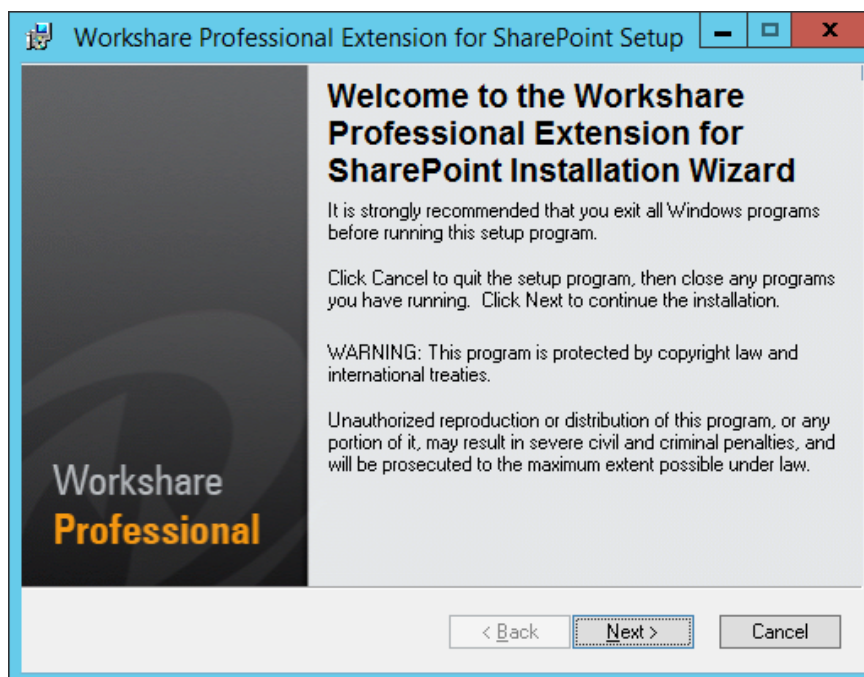 Workshare Professional Extension for SharePoint Setup
Welcome to the Workshare
Professional Extension for
SharePoint Installation Wizard
It is strongly recommended that you exit all Windows programs
before running this setup program.
Click Cancel to quit the setup program, then close any programs
you have running.  Click Next to continue the installation.
WARNING: This program is protected by copyright law and
international treaties.
Unauthorized reproduction or distribution of this program, or any
portion of it, may result in severe civil and criminal penalties, and
will be prosecuted to the maximum extent possible under law.
Workshare
Professional
< Back
Next >
Cancel